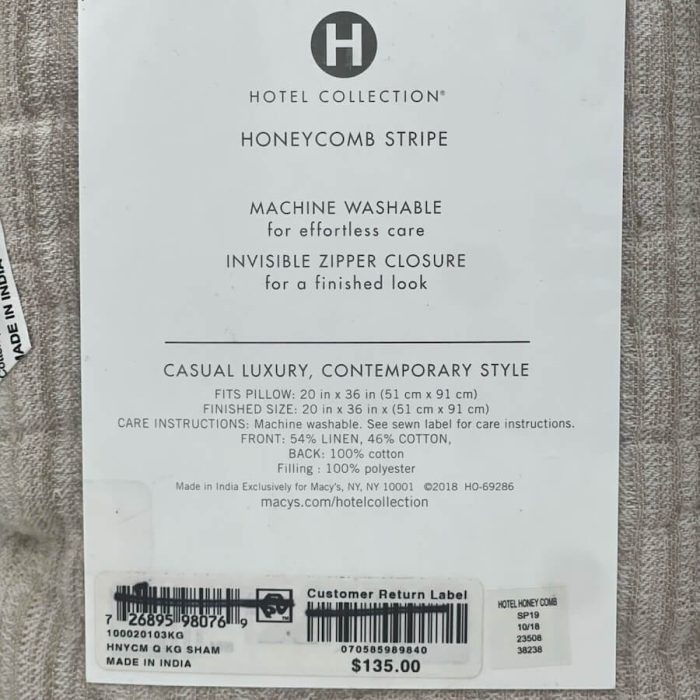 H
HOTEL COLLECTION®
HONEYCOMB STRIPE
MACHINE WASHABLE
for effortless care
INVISIBLE ZIPPER CLOSURE
for a finished look
MADE IN INDIA
CASUAL LUXURY, CONTEMPORARY STYLE
FITS PILLOW: 20 in x 36 in (51 cm x 91 cm)
FINISHED SIZE: 20 in x 36 in x (51 cm x 91 cm)
CARE INSTRUCTIONS: Machine washable. See sewn label for care instructions.
FRONT: 54% LINEN, 46% COTTON,
BACK: 100% cotton
Filling : 100% polyester
Made in India Exclusively for Macy's, NY, NY 10001 ©2018 HO-69286
macys.com/hotelcollection
7 26895 98076 9
100020103KG
HNYCM Q KG SHAM
MADE IN INDIA
Customer Return Label
070585989840
$135.00
HOTEL HONEY COMB
SP19
10/18
23508
38238